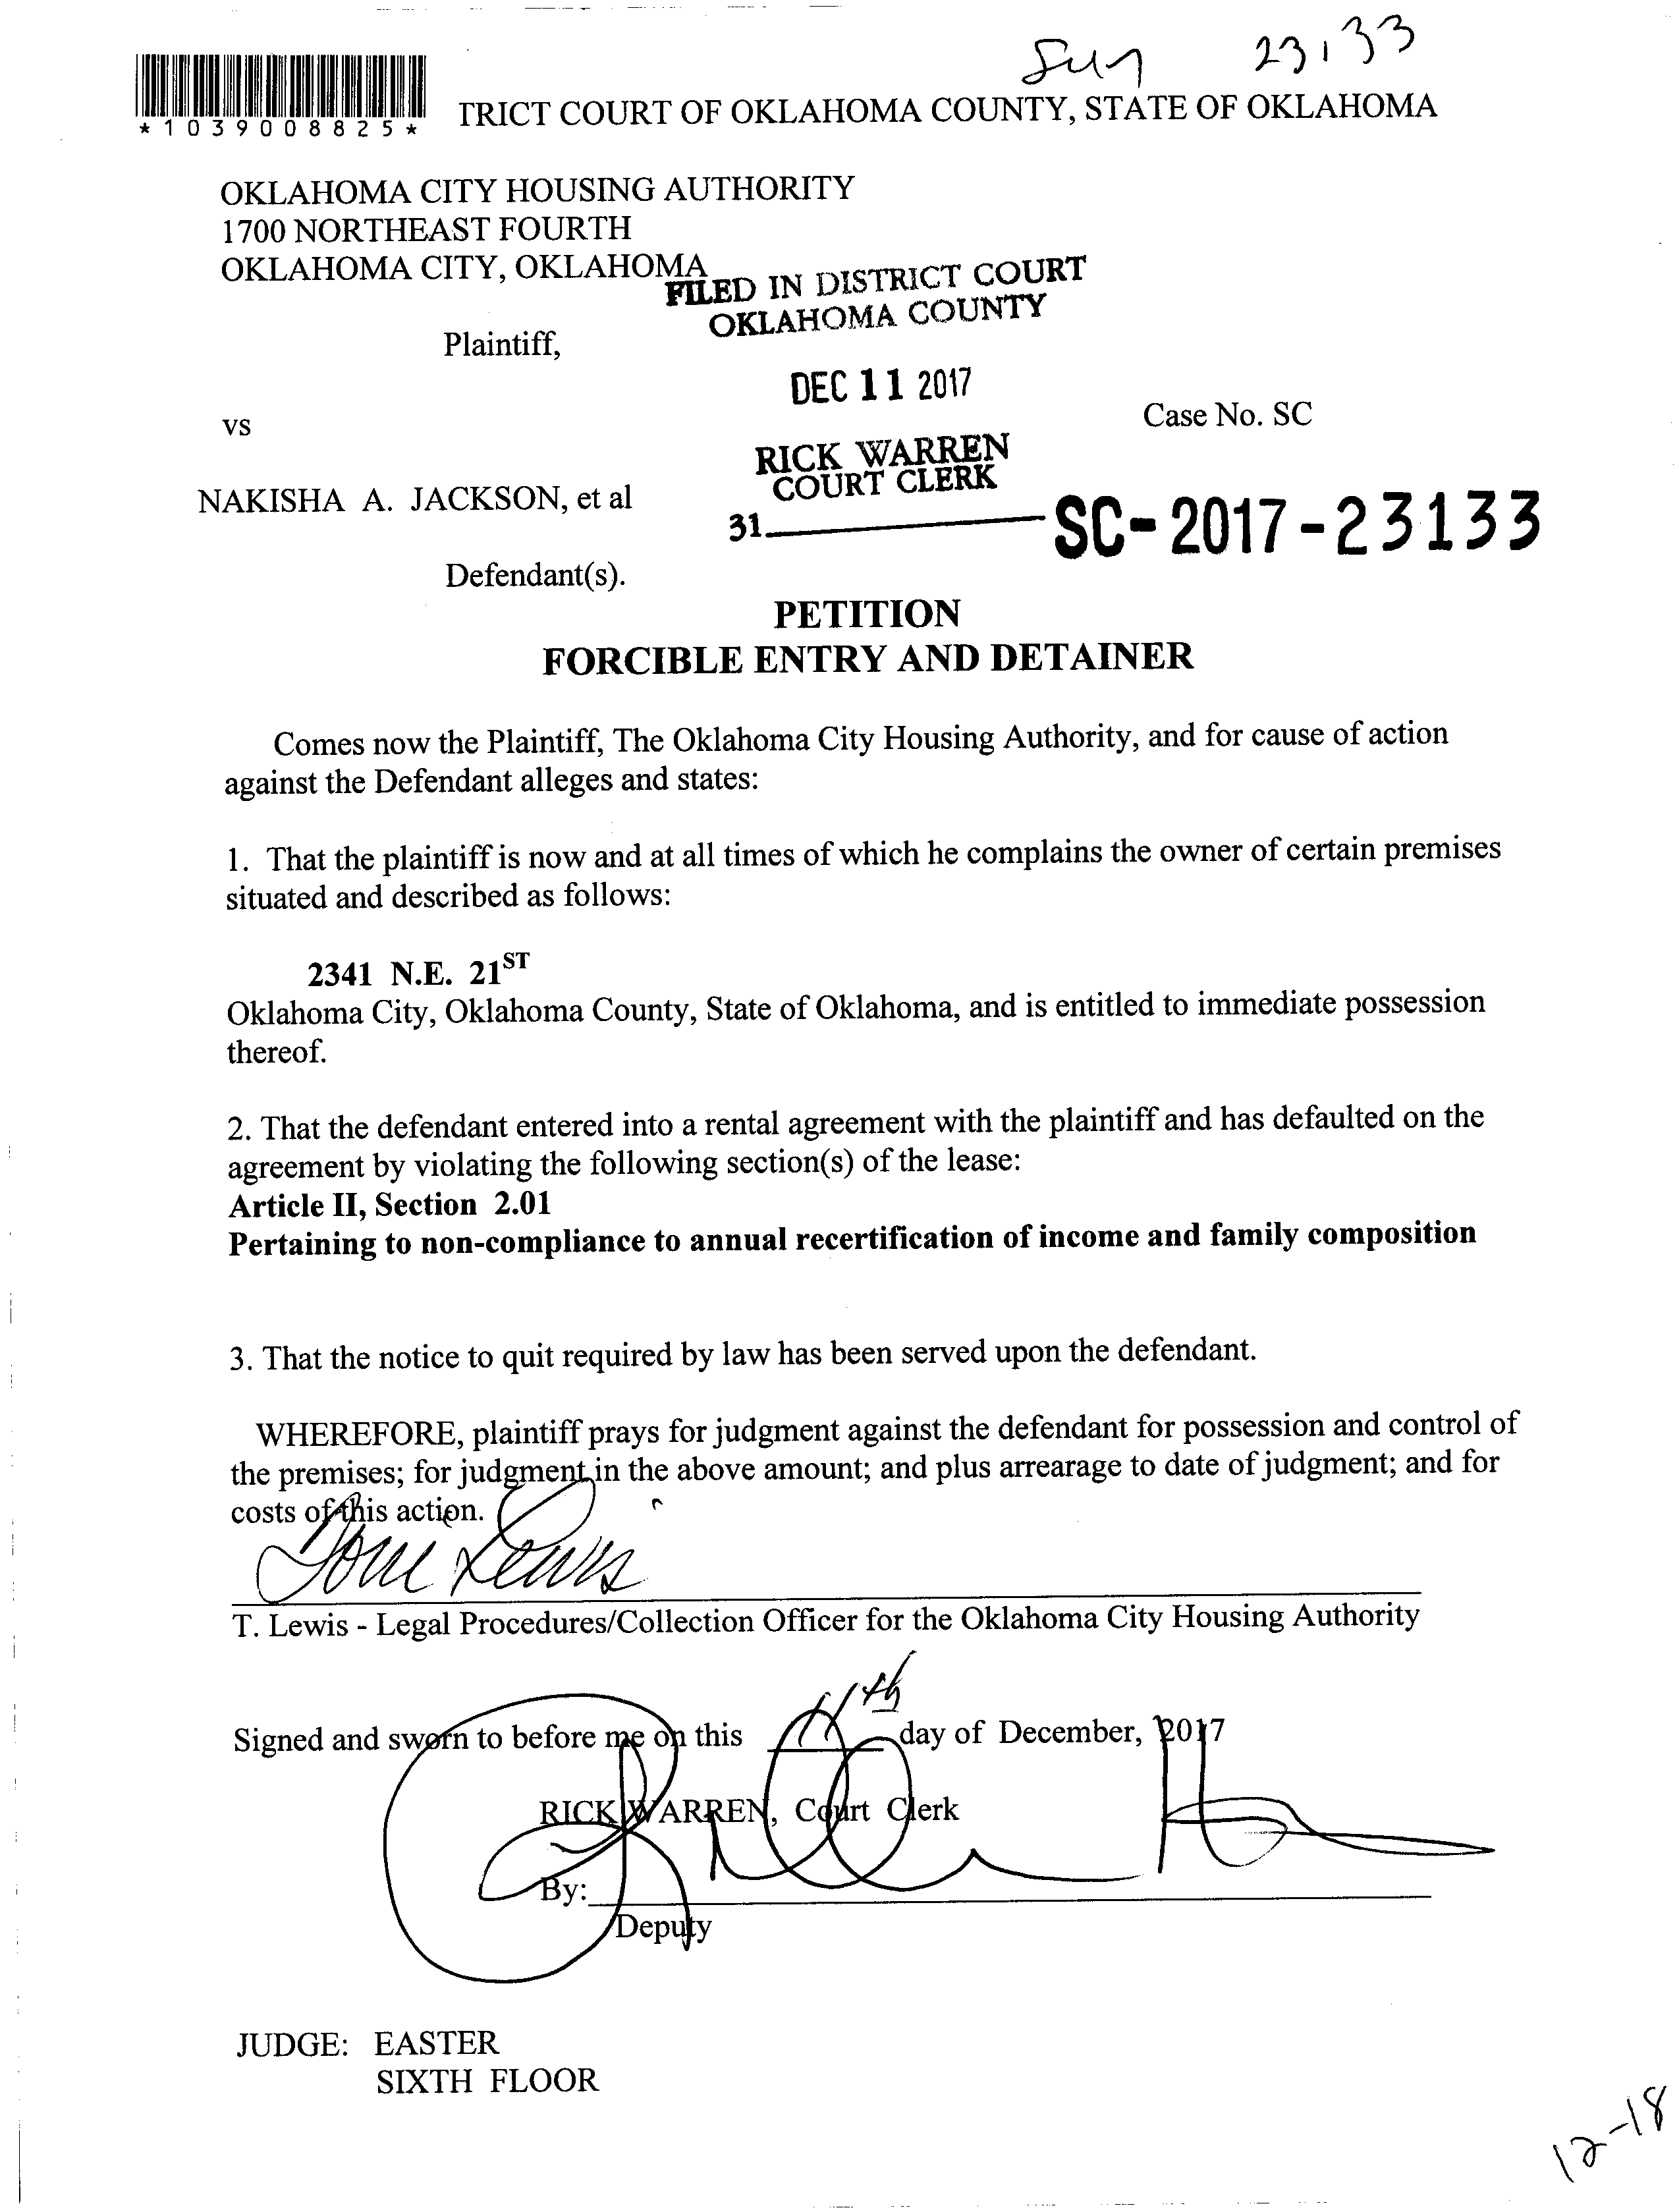 23133
*1039008825*
TRICT COURT OF OKLAHOMA COUNTY, STATE OF OKLAHOMA
OKLAHOMA CITY HOUSING AUTHORITY
1700 NORTHEAST FOURTH
OKLAHOMA CITY, OKLAHOMA
FILED IN DISTRICT COURT
OKLAHOMA COUNTY
Plaintiff,
DEC 11 2017
vs
Case No. SC
RICK WARREN
COURT CLERK
NAKISHA A. JACKSON, et al
31
SC-2017-23133
Defendant(s).
PETITION
FORCIBLE ENTRY AND DETAINER
Comes now the Plaintiff, The Oklahoma City Housing Authority, and for cause of action
against the Defendant alleges and states:
1. That the plaintiff is now and at all times of which he complains the owner of certain premises
situated and described as follows:
2341 N.E. 21ST
Oklahoma City, Oklahoma County, State of Oklahoma, and is entitled to immediate possession
thereof.
2. That the defendant entered into a rental agreement with the plaintiff and has defaulted on the
agreement by violating the following section(s) of the lease:
Article II, Section 2.01
Pertaining to non-compliance to annual recertification of income and family composition
3. That the notice to quit required by law has been served upon the defendant.
WHEREFORE, plaintiff prays for judgment against the defendant for possession and control of
the premises; for judgment in the above amount; and plus arrearage to date of judgment; and for
costs of this action.
T. Lewis - Legal Procedures/Collection Officer for the Oklahoma City Housing Authority
Signed and sworn to before me on this 11th day of December, 2017
RICK WARREN, Court Clerk
By:
Deputy
JUDGE: EASTER
SIXTH FLOOR
12-18